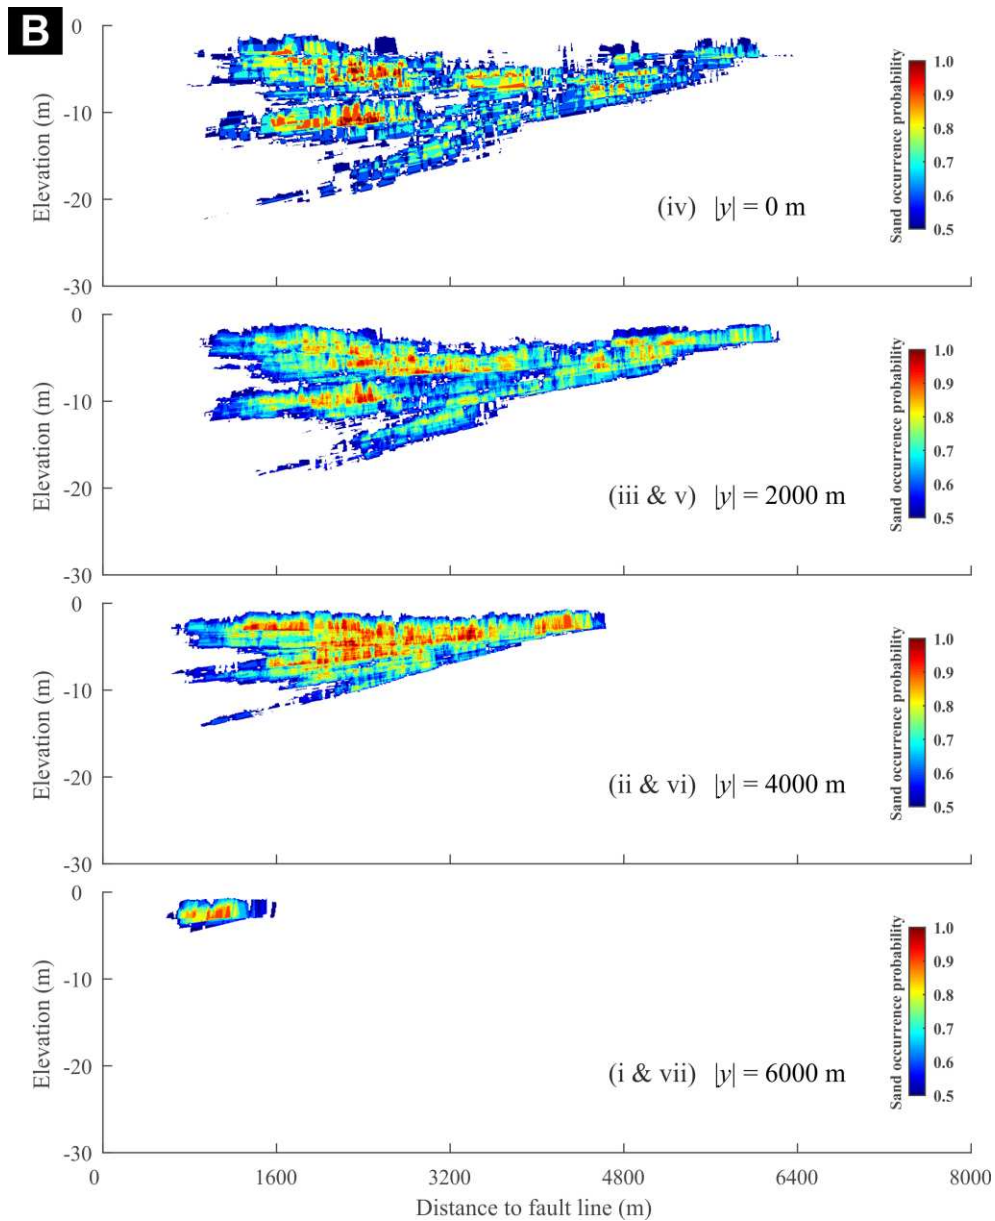 B
0
-10
-20
-30
Elevation (m)
(iv) |y| = 0 m
Sand occurrence probability
1.0
0.9
0.8
0.7
0.6
0.5
0
-10
-20
-30
Elevation (m)
(iii & v) |y| = 2000 m
Sand occurrence probability
1.0
0.9
0.8
0.7
0.6
0.5
0
-10
-20
-30
Elevation (m)
(ii & vi) |y| = 4000 m
Sand occurrence probability
1.0
0.9
0.8
0.7
0.6
0.5
0
-10
-20
-30
Elevation (m)
(i & vii) |y| = 6000 m
Sand occurrence probability
1.0
0.9
0.8
0.7
0.6
0.5
0 1600 3200 4800 6400 8000
Distance to fault line (m)